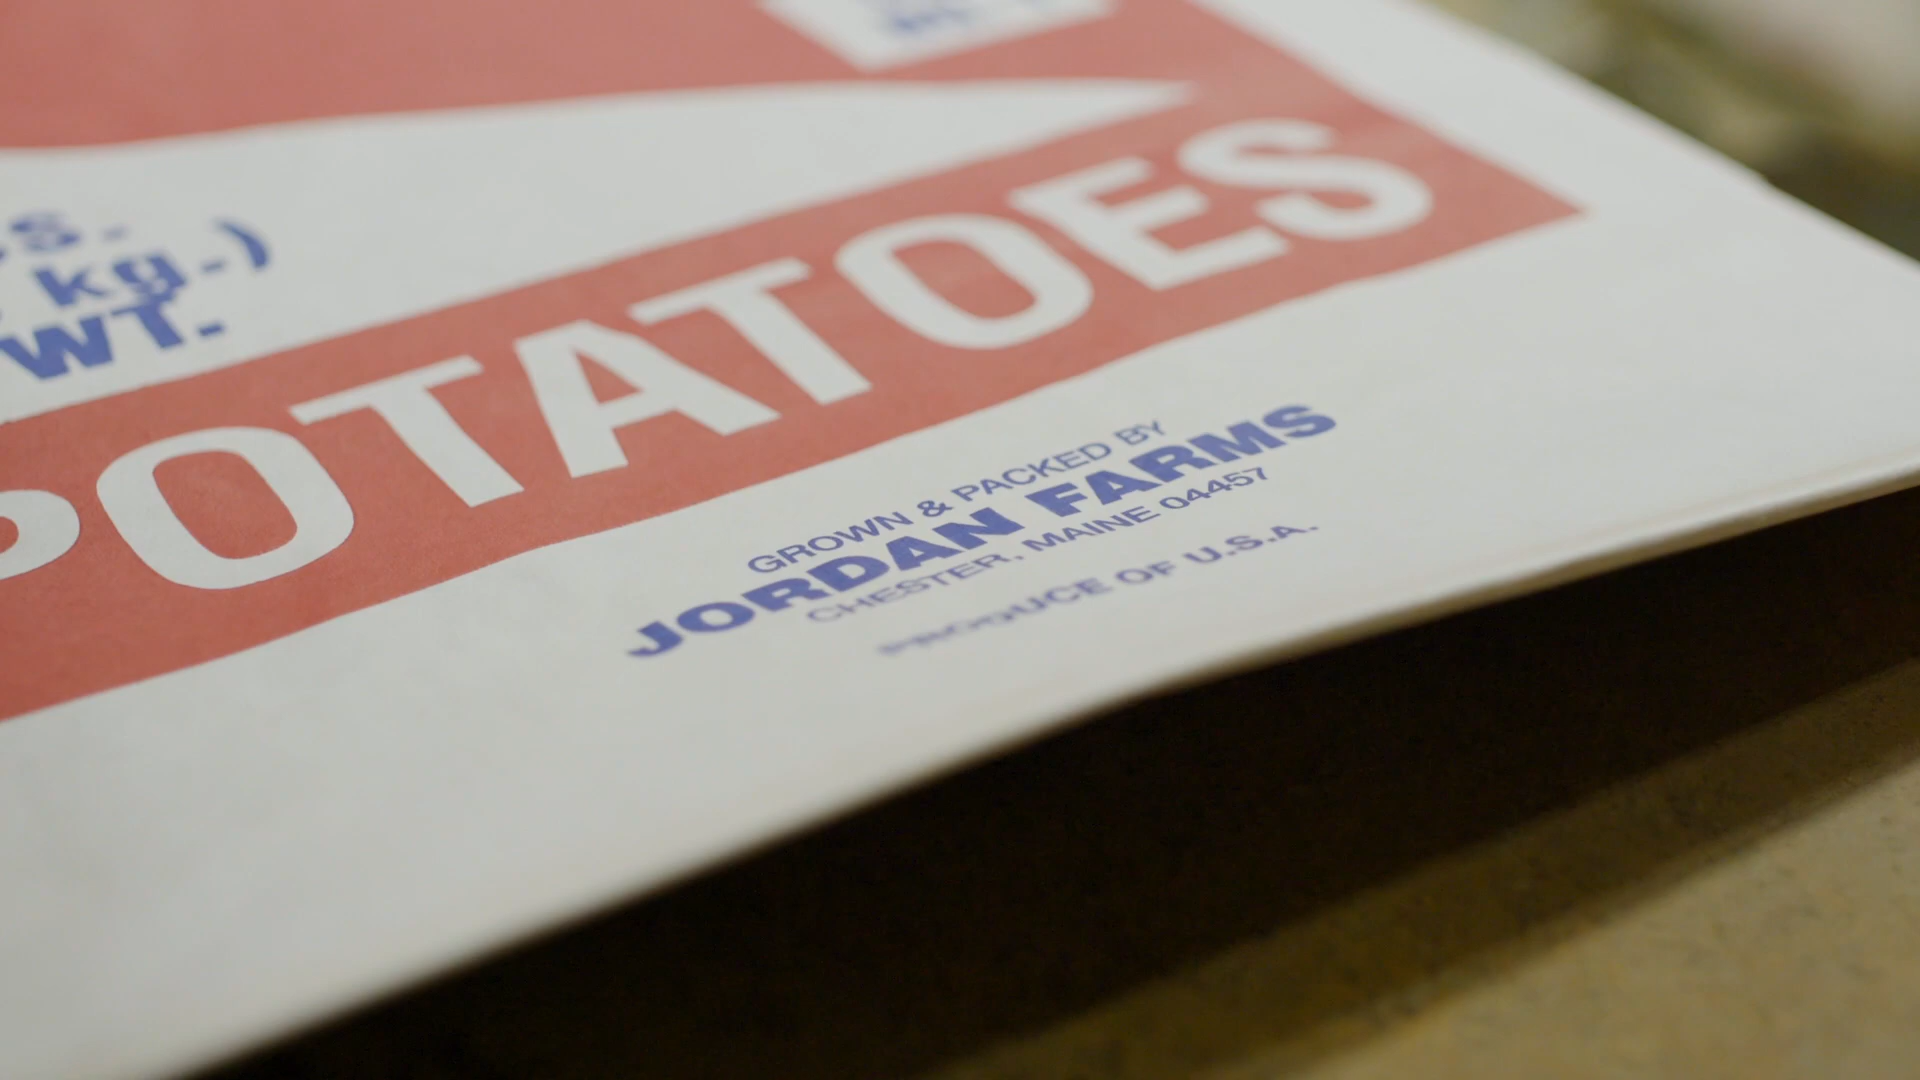 kg.)
WT.
POTATOES
GROWN & PACKED BY
JORDAN FARMS
CHESTER, MAINE 04457
PRODUCE OF U.S.A.